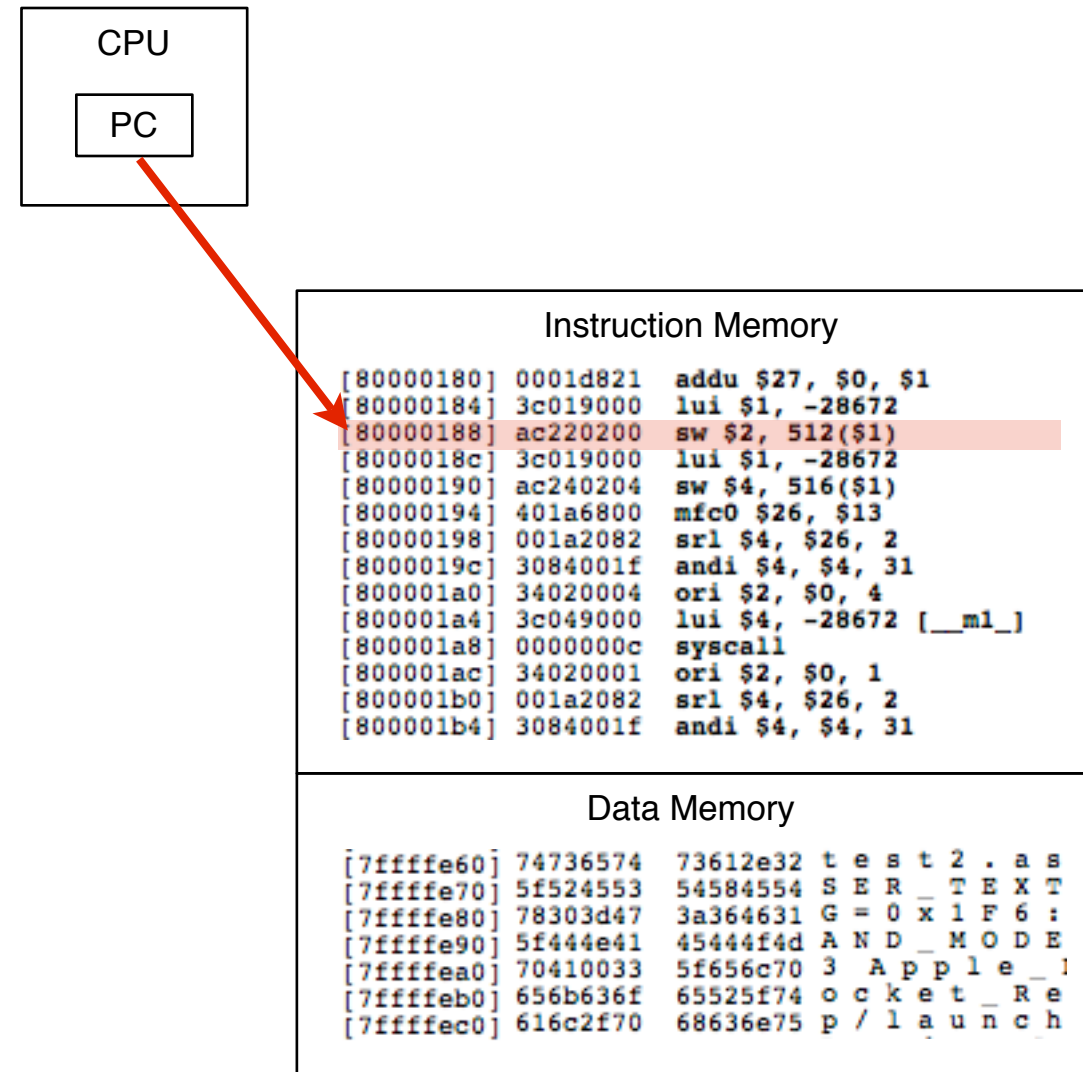 CPU
PC
Instruction Memory
[80000180] 0001d821 addu $27, $0, $1
[80000184] 3c019000 lui $1, -28672
[80000188] ac220200 sw $2, 512($1)
[8000018c] 3c019000 lui $1, -28672
[80000190] ac240204 sw $4, 516($1)
[80000194] 401a6800 mfc0 $26, $13
[80000198] 001a2082 srl $4, $26, 2
[8000019c] 3084001f andi $4, $4, 31
[800001a0] 34020004 ori $2, $0, 4
[800001a4] 3c049000 lui $4, -28672 [__m1_]
[800001a8] 0000000c syscall
[800001ac] 34020001 ori $2, $0, 1
[800001b0] 001a2082 srl $4, $26, 2
[800001b4] 3084001f andi $4, $4, 31
Data Memory
[7ffffe60] 74736574 73612e32 t e s t 2 . a s
[7ffffe70] 5f524553 54584554 S E R _ T E X T
[7ffffe80] 78303d47 3a364631 G = 0 x 1 F 6 :
[7ffffe90] 5f444e41 45444f4d A N D _ M O D E
[7ffffea0] 70410033 5f656c70 3 A p p l e _
[7ffffeb0] 656b636f 65525f74 o c k e t _ R e
[7ffffec0] 616c2f70 68636e75 p / l a u n c h